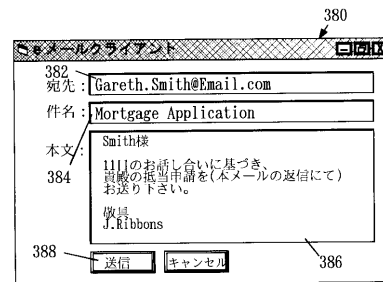 380
eメールクライアント
382
宛先: Gareth.Smith@Email.com
件名: Mortgage Application
384
本文:
Smith様
11日のお話し合いに基づき、
貴殿の抵当申請を(本メールの返信にて)
お送り下さい。
敬具
J.Ribbons
388
送信 キャンセル
386